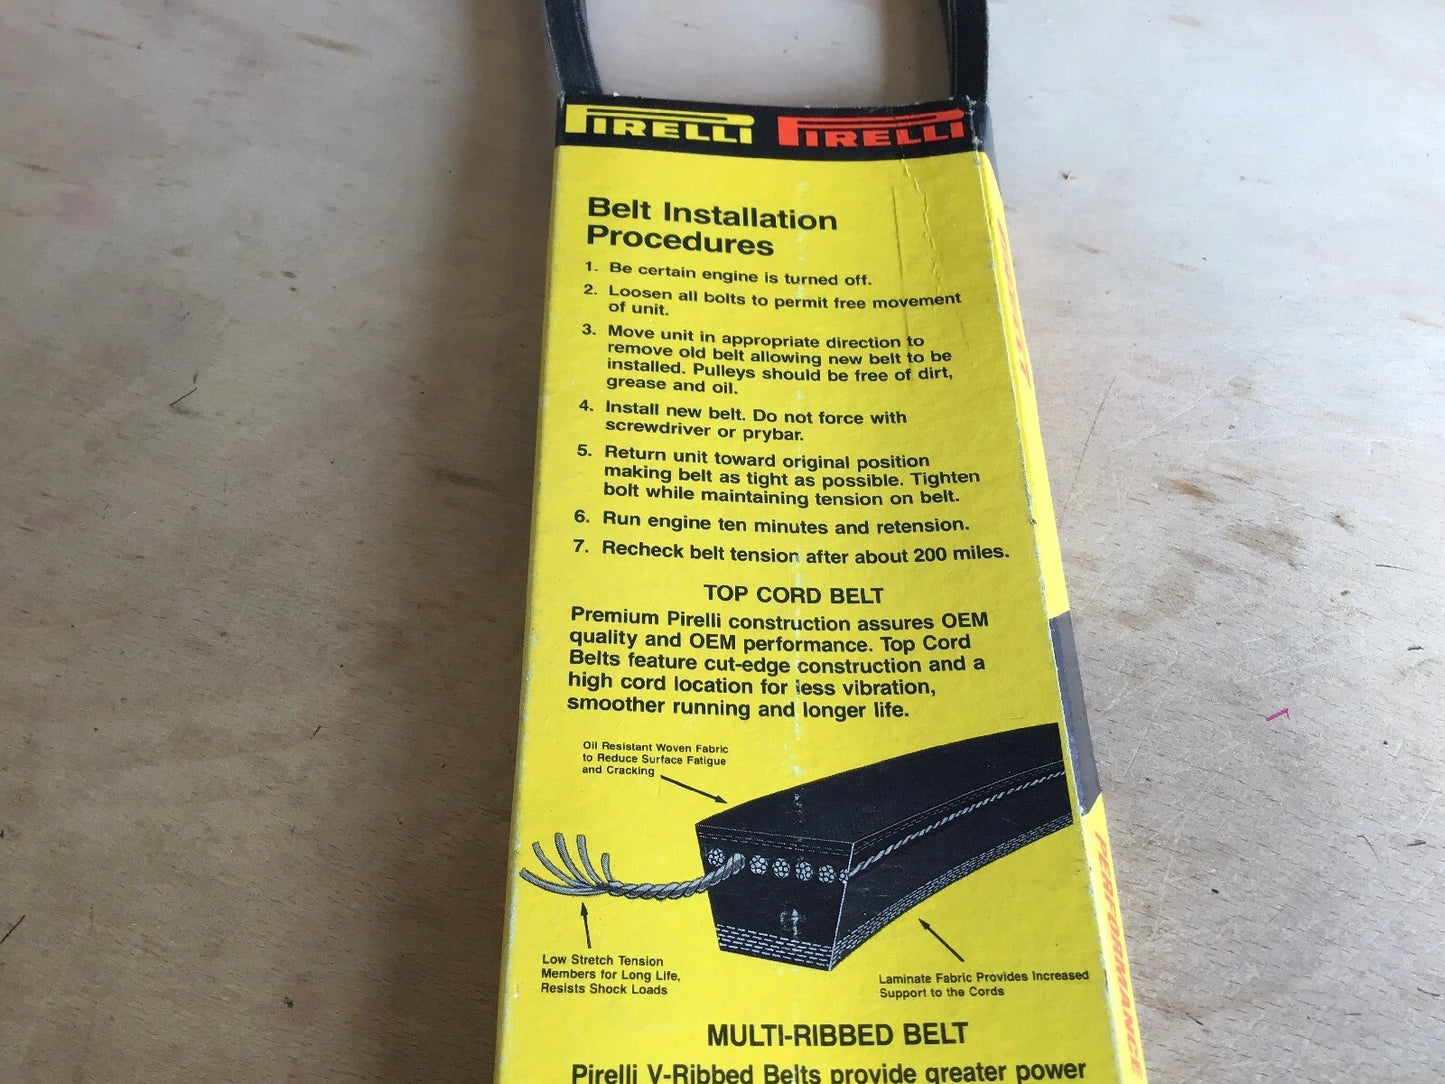 PIRELLI PIRELLI
Belt Installation
Procedures
1. Be certain engine is turned off.
2. Loosen all bolts to permit free movement
of unit.
3. Move unit in appropriate direction to
remove old belt allowing new belt to be
installed. Pulleys should be free of dirt,
grease and oil.
4. Install new belt. Do not force with
screwdriver or prybar.
5. Return unit toward original position
making belt as tight as possible. Tighten
bolt while maintaining tension on belt.
6. Run engine ten minutes and retension.
7. Recheck belt tension after about 200 miles.
TOP CORD BELT
Premium Pirelli construction assures OEM
quality and OEM performance. Top Cord
Belts feature cut-edge construction and a
high cord location for less vibration,
smoother running and longer life.
Oil Resistant Woven Fabric
to Reduce Surface Fatigue
and Cracking
Low Stretch Tension
Members for Long Life,
Resists Shock Loads
Laminate Fabric Provides Increased
Support to the Cords
MULTI-RIBBED BELT
Pirelli V-Ribbed Belts provide greater power
PERFORMANCE